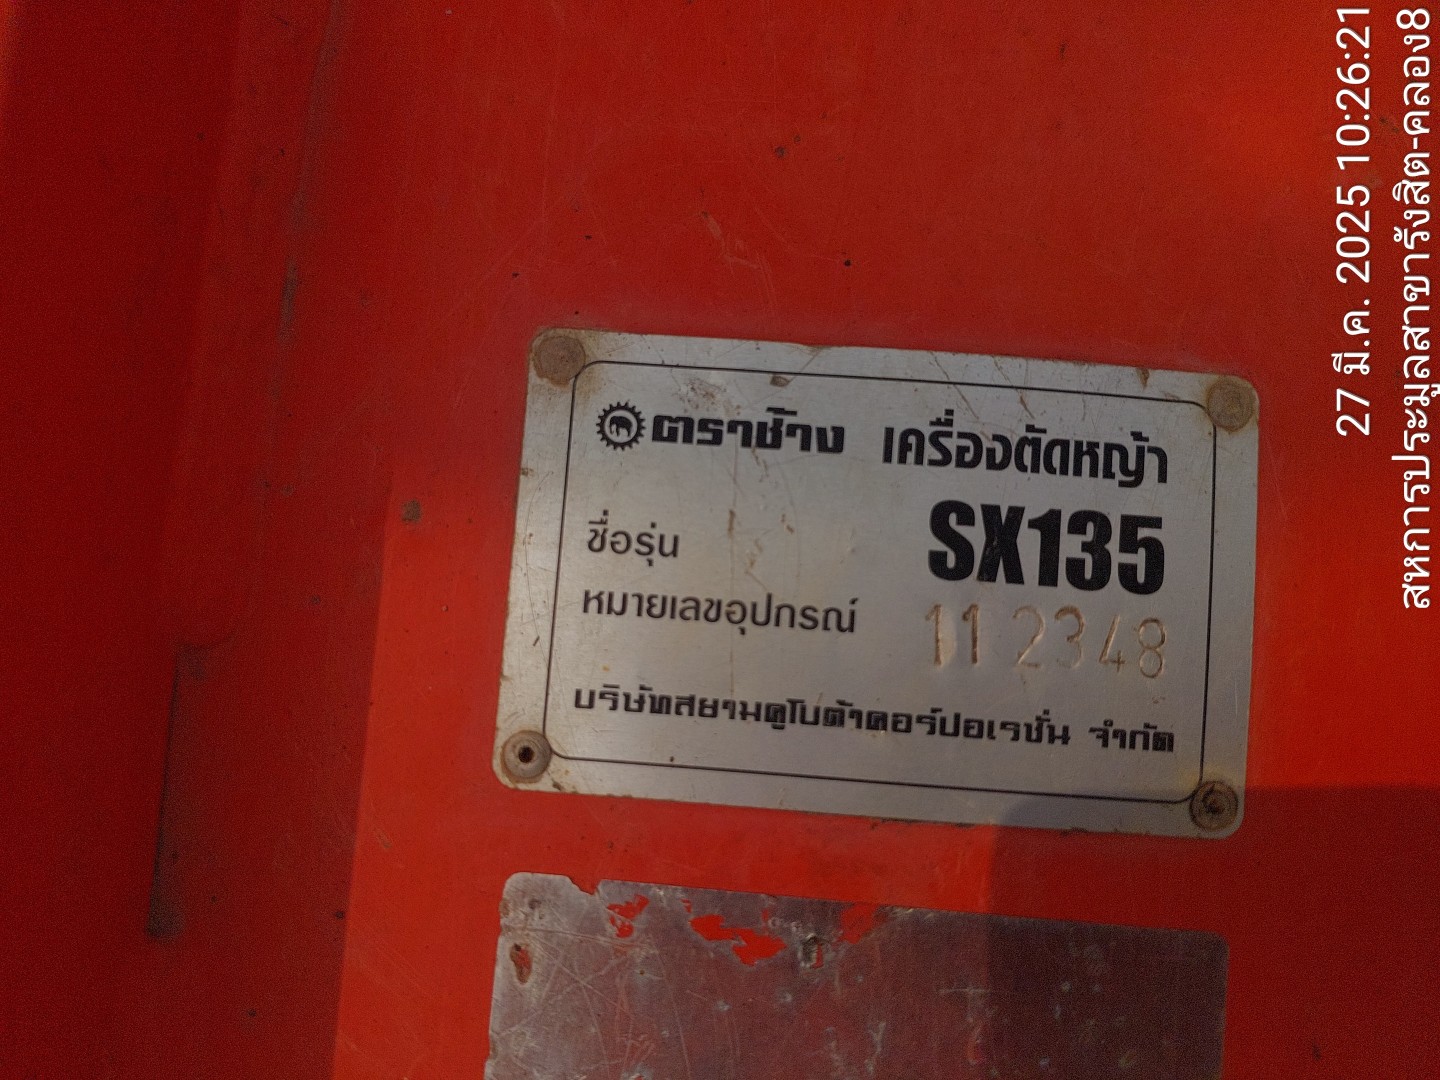 ตราช้าง เครื่องตัดหญ้า
ชื่อรุ่น SX135
หมายเลขอุปกรณ์ 112348
บริษัทสยามคูโบต้าคอร์ปอเรชั่น จำกัด
27 มี.ค. 2025 10:26:21
สหการประมูลสาขารังสิต-คลอง8